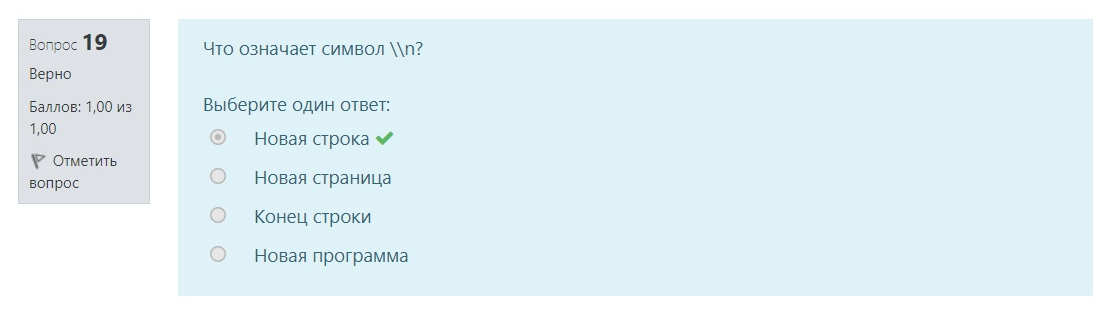 Вопрос 19
Верно
Баллов: 1,00 из
1,00
Отметить
вопрос
Что означает символ \\n?
Выберите один ответ:
Новая строка
Новая страница
Конец строки
Новая программа